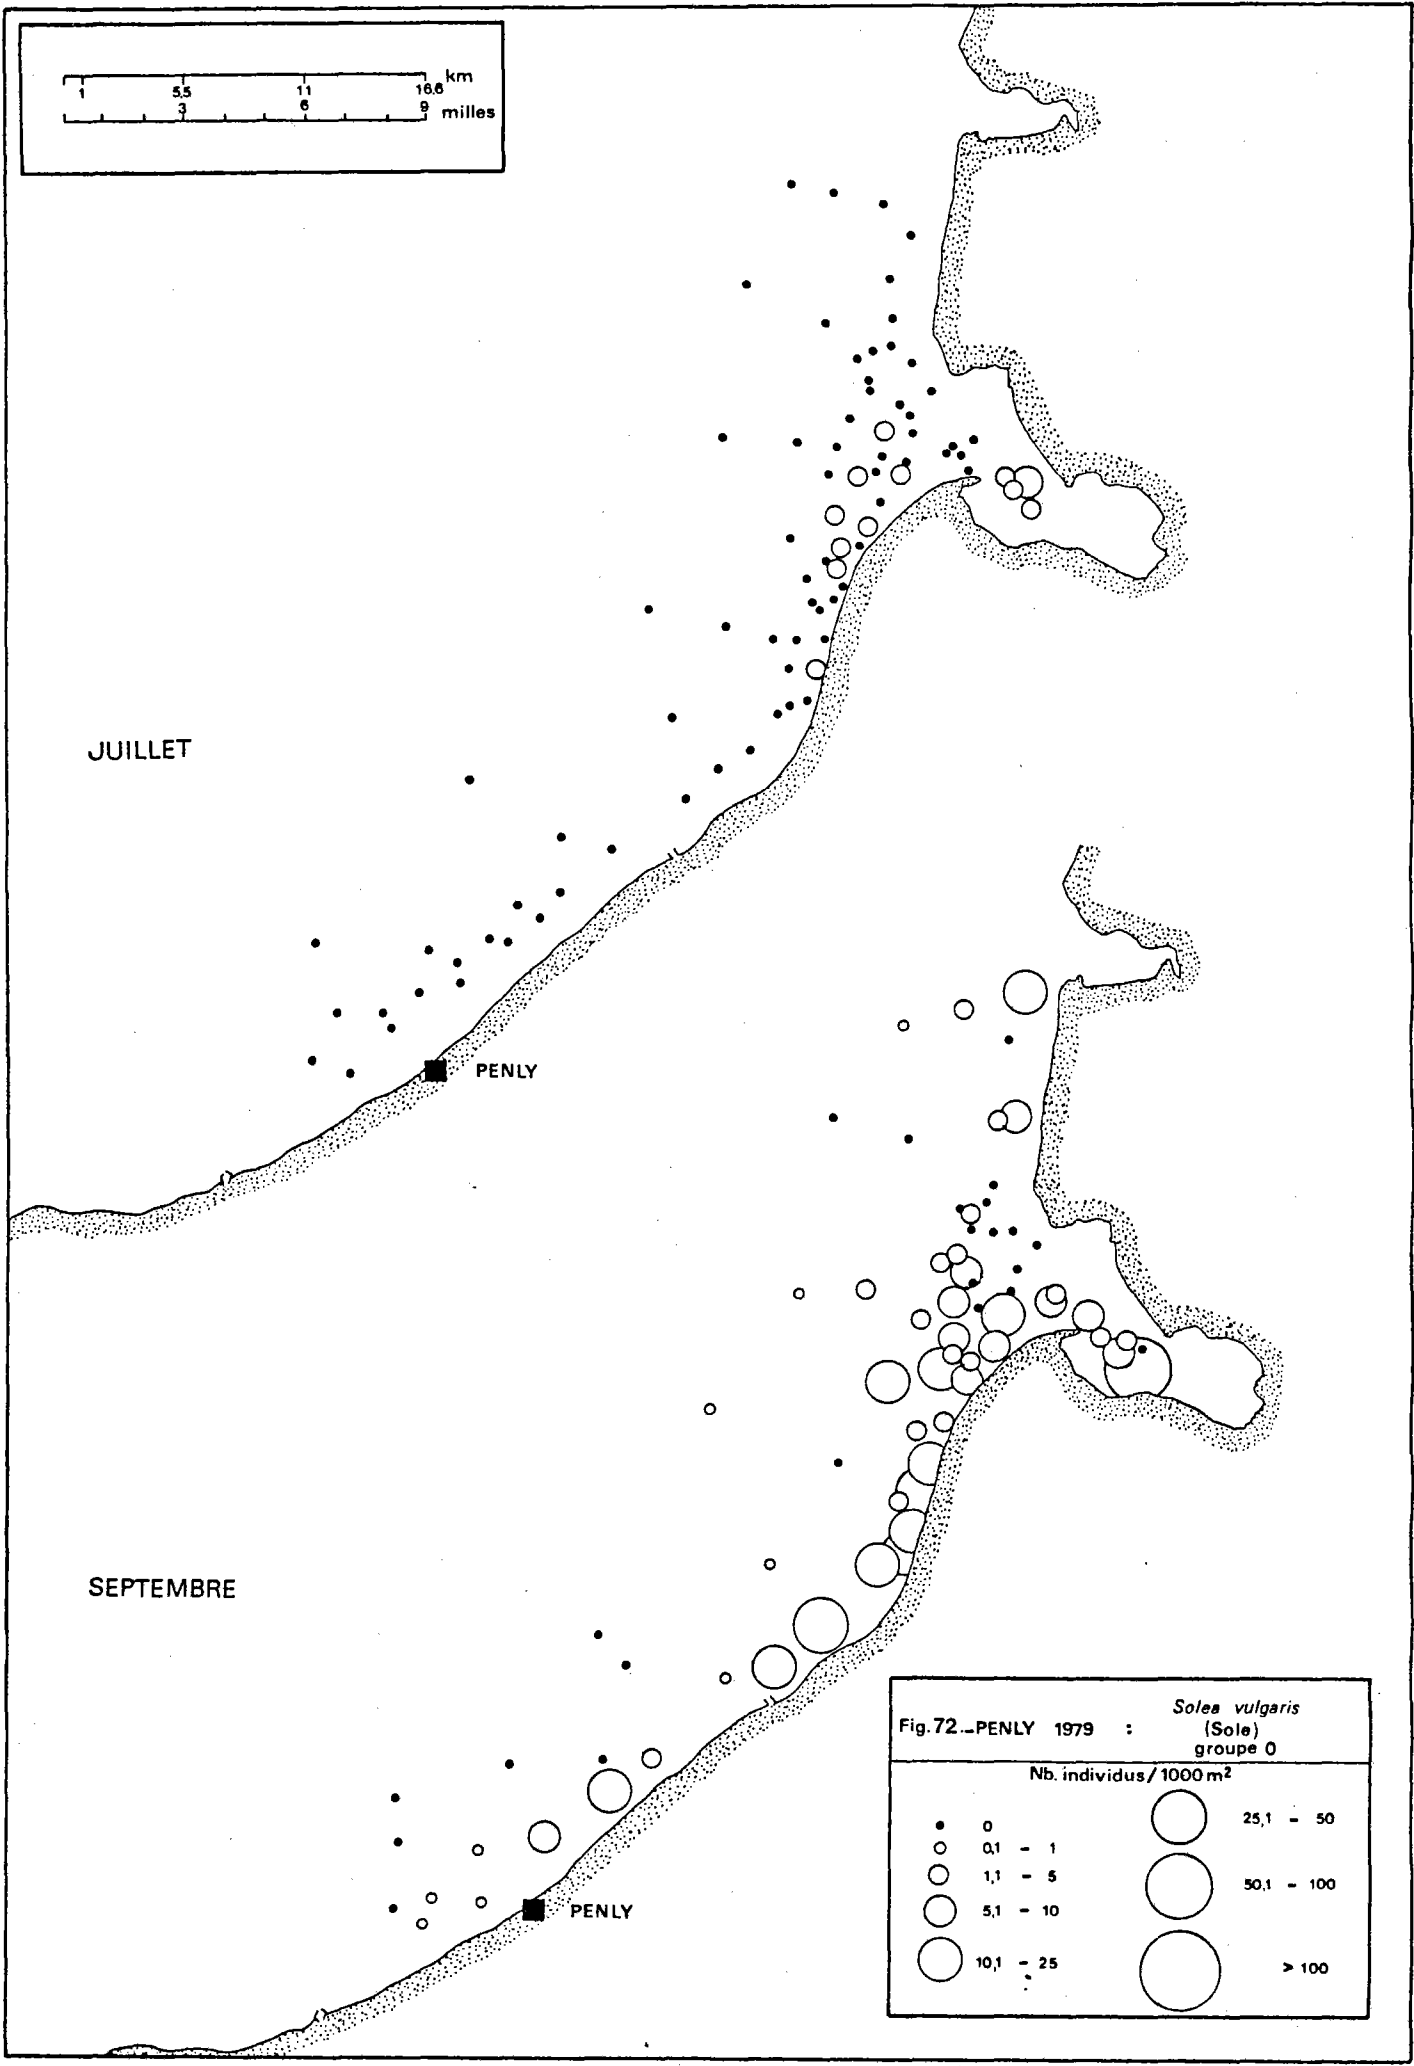 km
1 5,5 11 16,6
3 6 9
milles
JUILLET
PENLY
SEPTEMBRE
PENLY
Fig.72_PENLY 1979 :
Solea vulgaris
(Sole)
groupe 0
Nb. individus/1000 m²
0
0,1 - 1
1,1 - 5
5,1 - 10
10,1 - 25
25,1 - 50
50,1 - 100
> 100